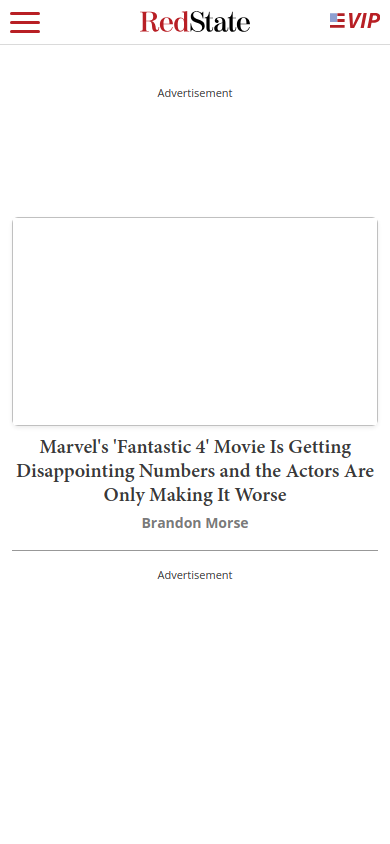 RedState
VIP
Advertisement
Marvel's 'Fantastic 4' Movie Is Getting
Disappointing Numbers and the Actors Are
Only Making It Worse
Brandon Morse
Advertisement